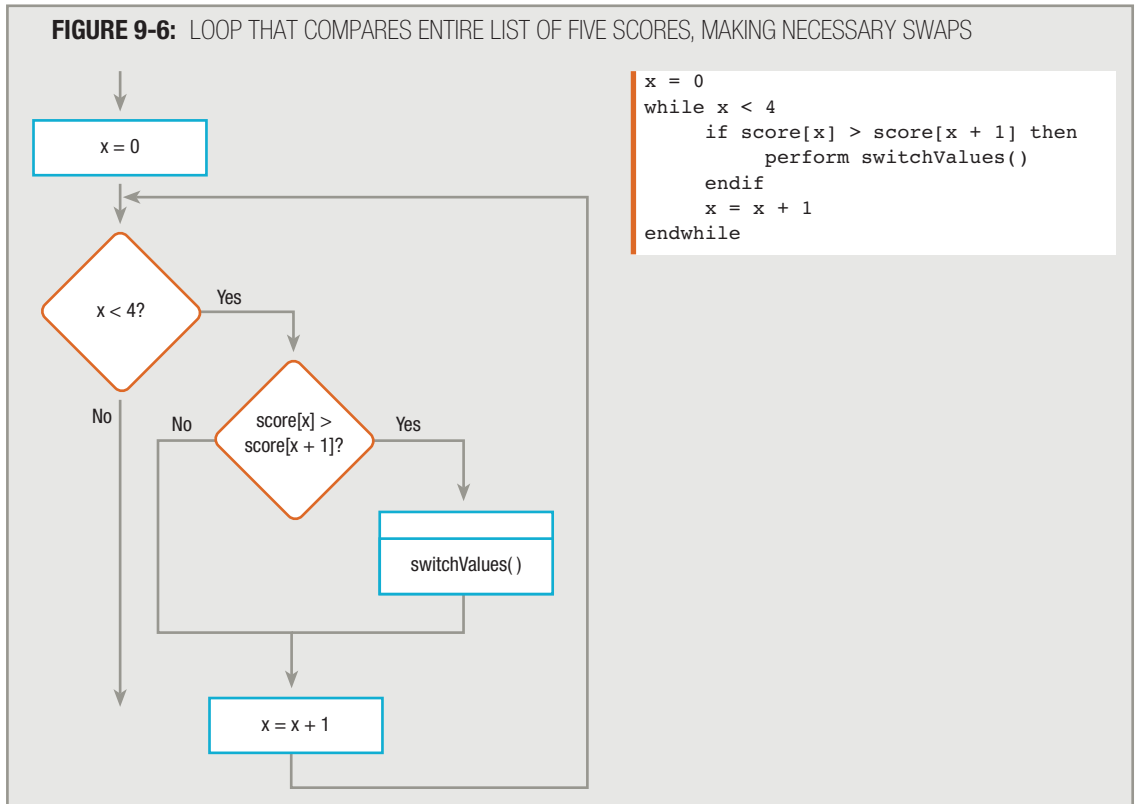 FIGURE 9-6: LOOP THAT COMPARES ENTIRE LIST OF FIVE SCORES, MAKING NECESSARY SWAPS
x = 0
x < 4?
Yes
No
score[x] >
score[x + 1]?
No
Yes
switchValues( )
x = x + 1
x = 0
while x < 4
     if score[x] > score[x + 1] then
          perform switchValues()
     endif
     x = x + 1
endwhile